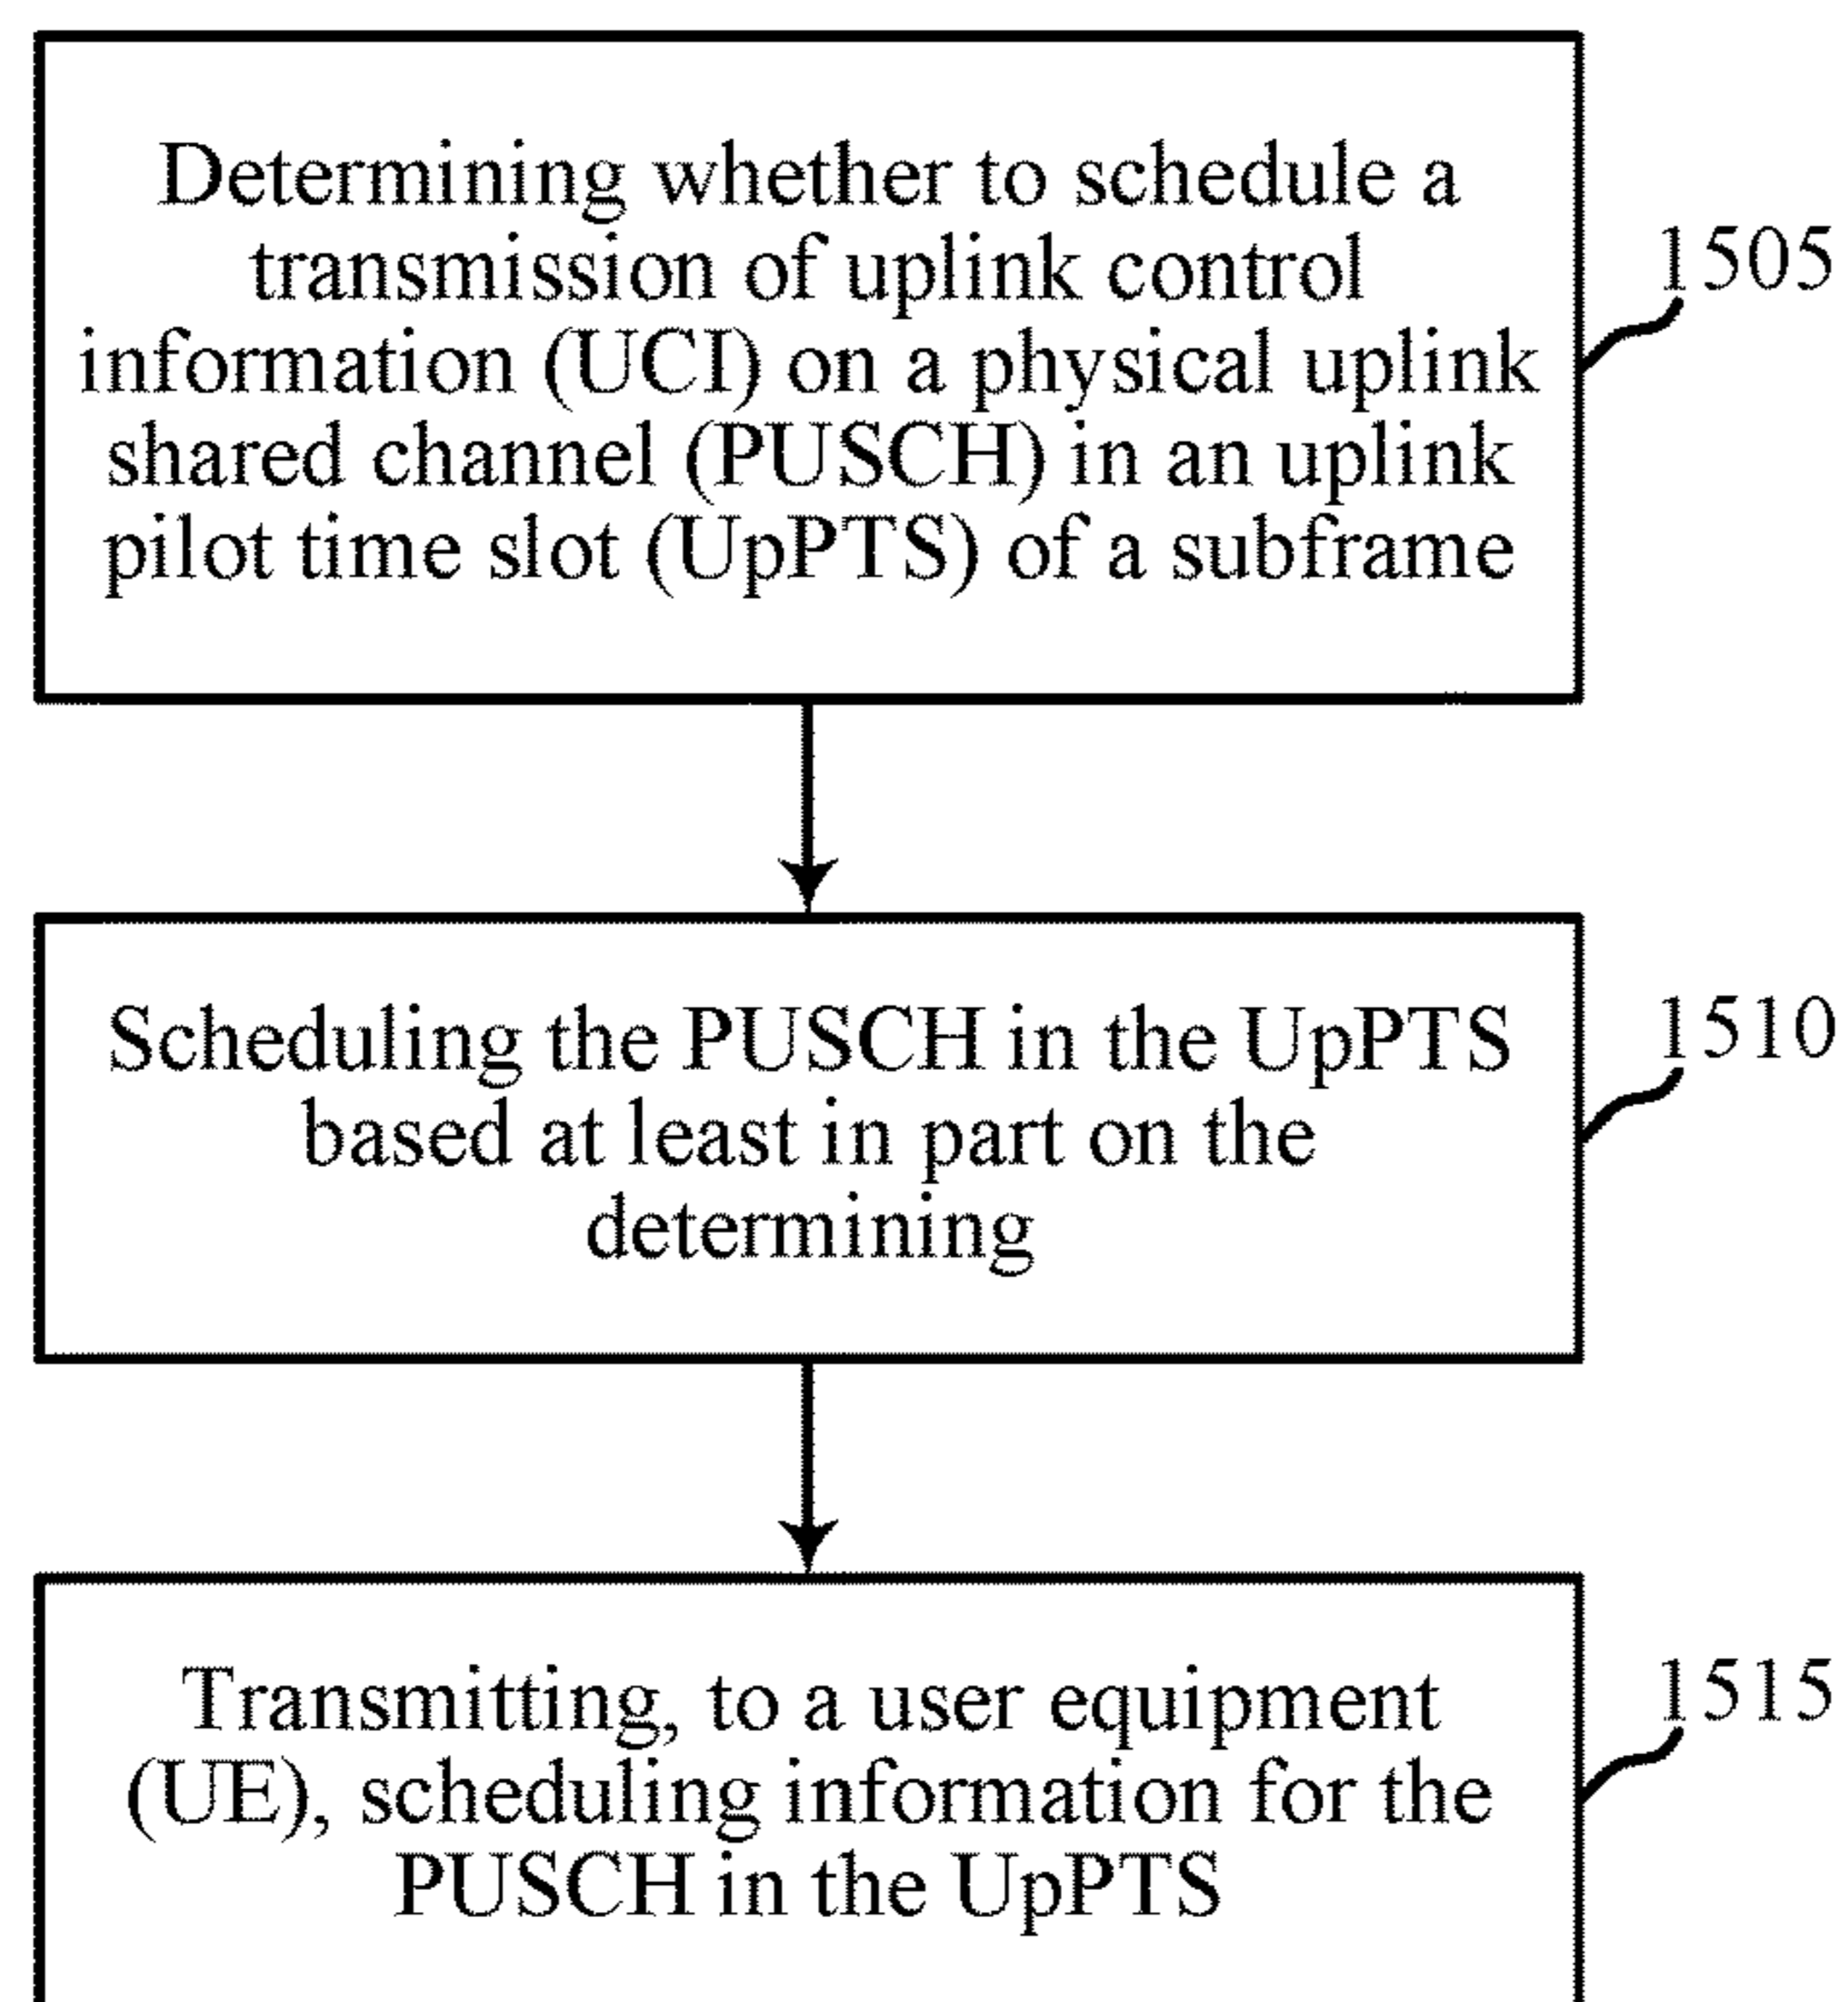 Determining whether to schedule a
transmission of uplink control
information (UCI) on a physical uplink
shared channel (PUSCH) in an uplink
pilot time slot (UpPTS) of a subframe
1505
Scheduling the PUSCH in the UpPTS
based at least in part on the
determining
1510
Transmitting, to a user equipment
(UE), scheduling information for the
PUSCH in the UpPTS
1515